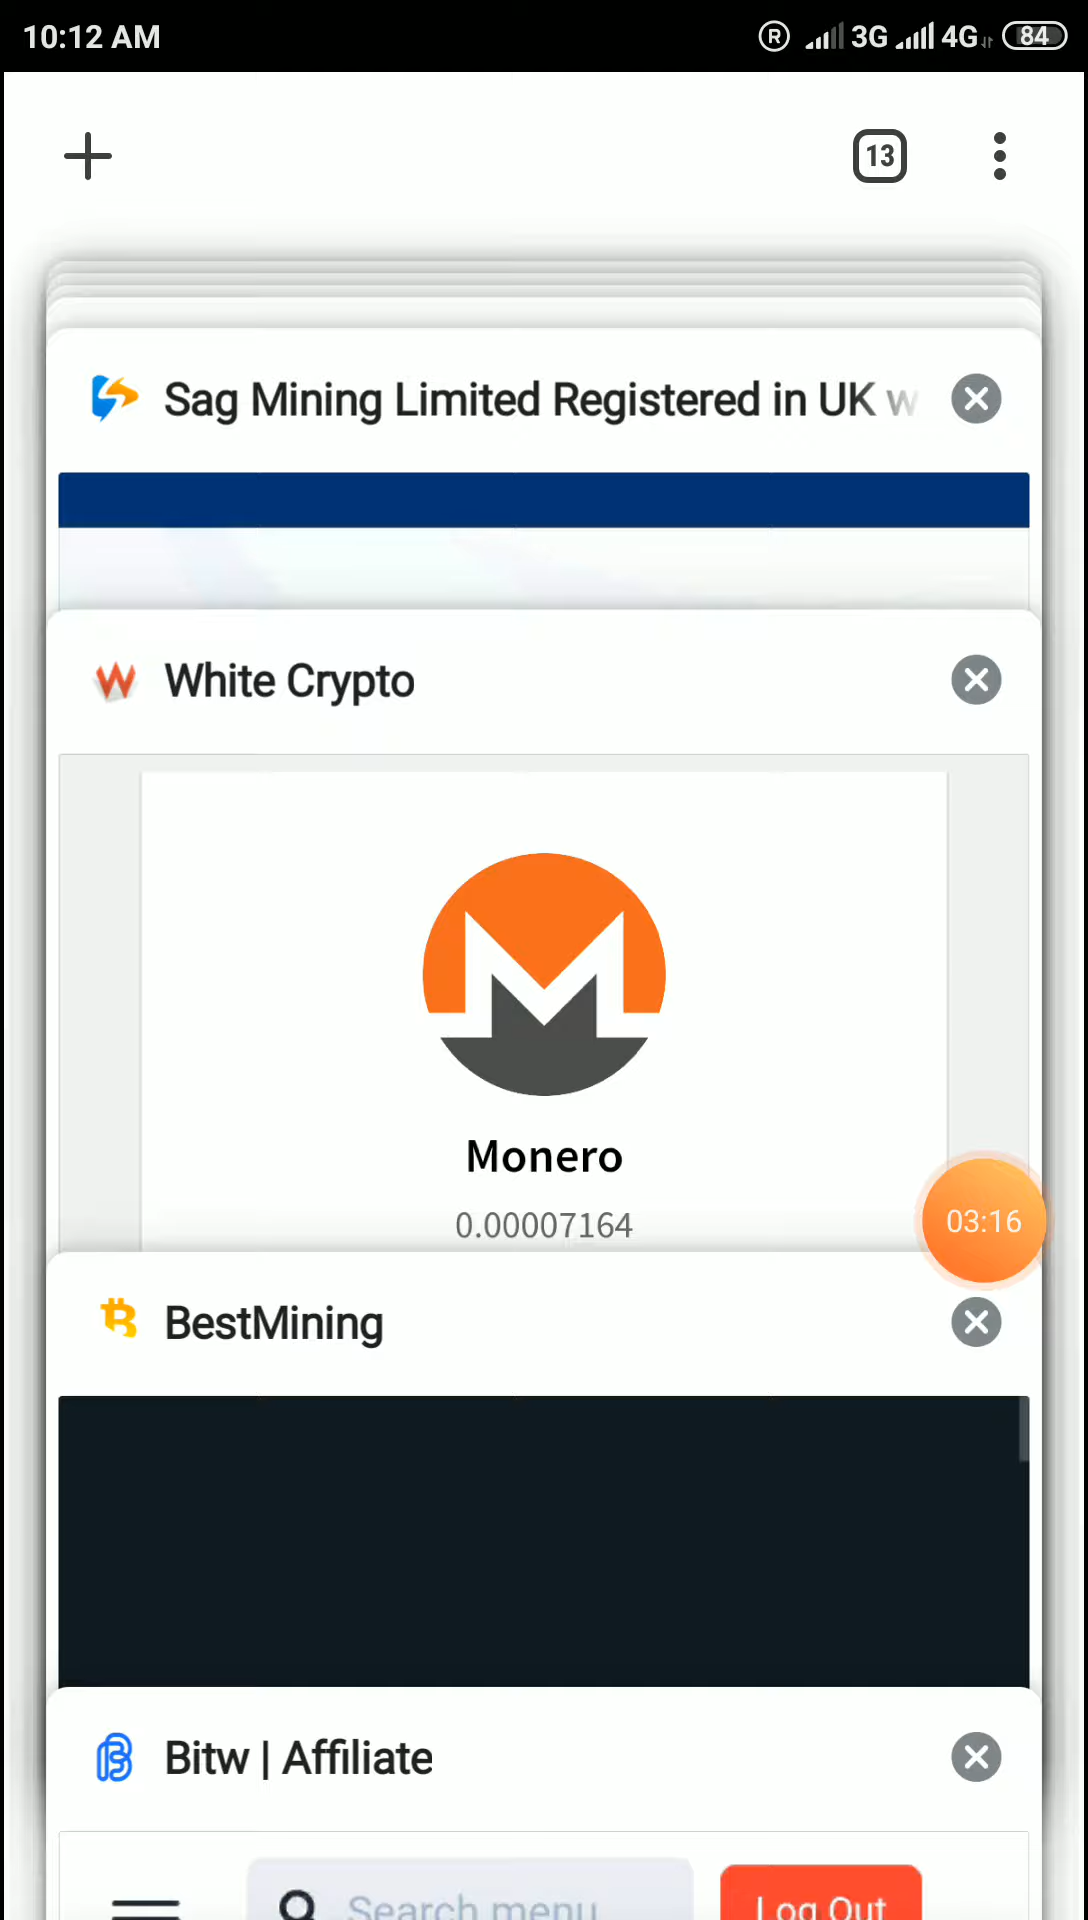 10:12 AM
R 3G 4G 84
13
Sag Mining Limited Registered in UK w
White Crypto
Monero
0.00007164
03:16
BestMining
Bitw | Affiliate
Search menu
Log Out